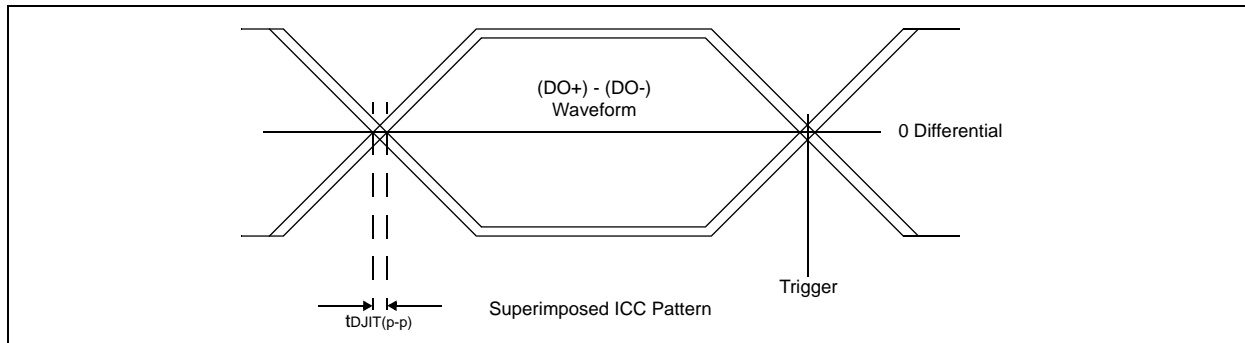 (DO+) - (DO-)
Waveform
0 Differential
Trigger
tDJIT(p-p)
Superimposed ICC Pattern